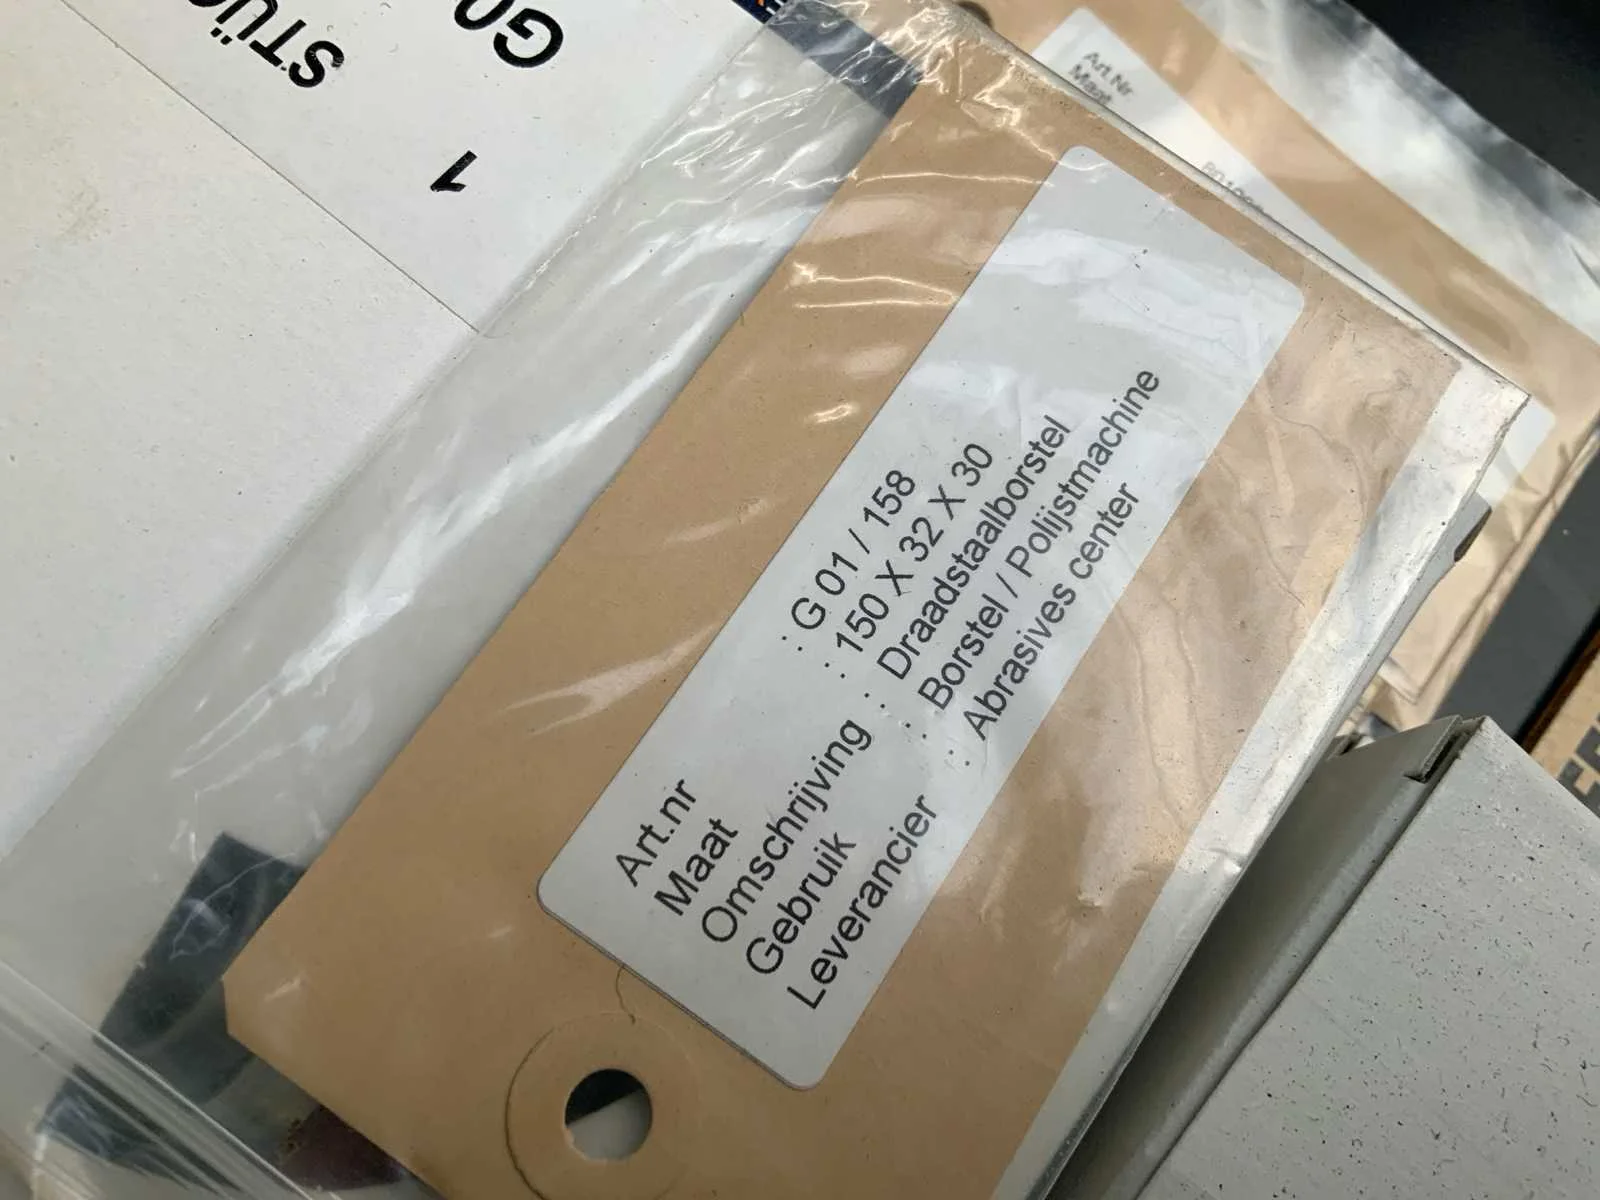 Art.nr : G 01 / 158
Maat : 150 X 32 X 30
Omschrijving : Draadstaalborstel
Gebruik : Borstel / Polijstmachine
Leverancier : Abrasives center
Art.Nr
Maat
1